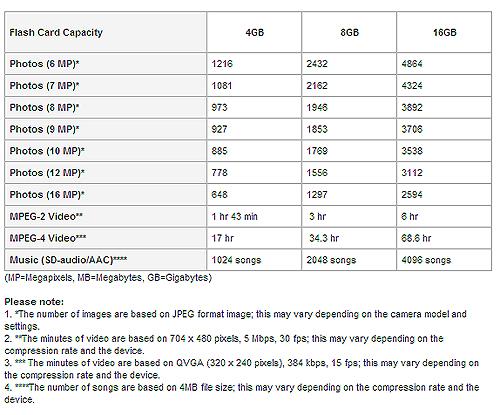 Flash Card Capacity 4GB 8GB 16GB
Photos (6 MP)* 1216 2432 4864
Photos (7 MP)* 1081 2162 4324
Photos (8 MP)* 973 1946 3892
Photos (9 MP)* 927 1853 3706
Photos (10 MP)* 885 1769 3538
Photos (12 MP)* 778 1556 3112
Photos (16 MP)* 648 1297 2594
MPEG-2 Video** 1 hr 43 min 3 hr 6 hr
MPEG-4 Video*** 17 hr 34.3 hr 68.6 hr
Music (SD-audio/AAC)**** 1024 songs 2048 songs 4096 songs
(MP=Megapixels, MB=Megabytes, GB=Gigabytes)
Please note:
1. *The number of images are based on JPEG format image; this may vary depending on the camera model and
settings.
2. **The minutes of video are based on 704 x 480 pixels, 5 Mbps, 30 fps; this may vary depending on the
compression rate and the device.
3. *** The minutes of video are based on QVGA (320 x 240 pixels), 384 kbps, 15 fps; this may vary depending on
the compression rate and the device.
4. ****The number of songs are based on 4MB file size; this may vary depending on the compression rate and the
device.